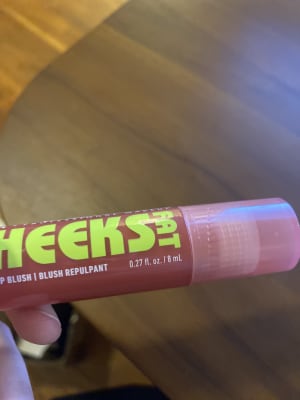 HEEKS
P BLUSH | BLUSH REPULPANT
0.27 fl. oz. / 8 mL